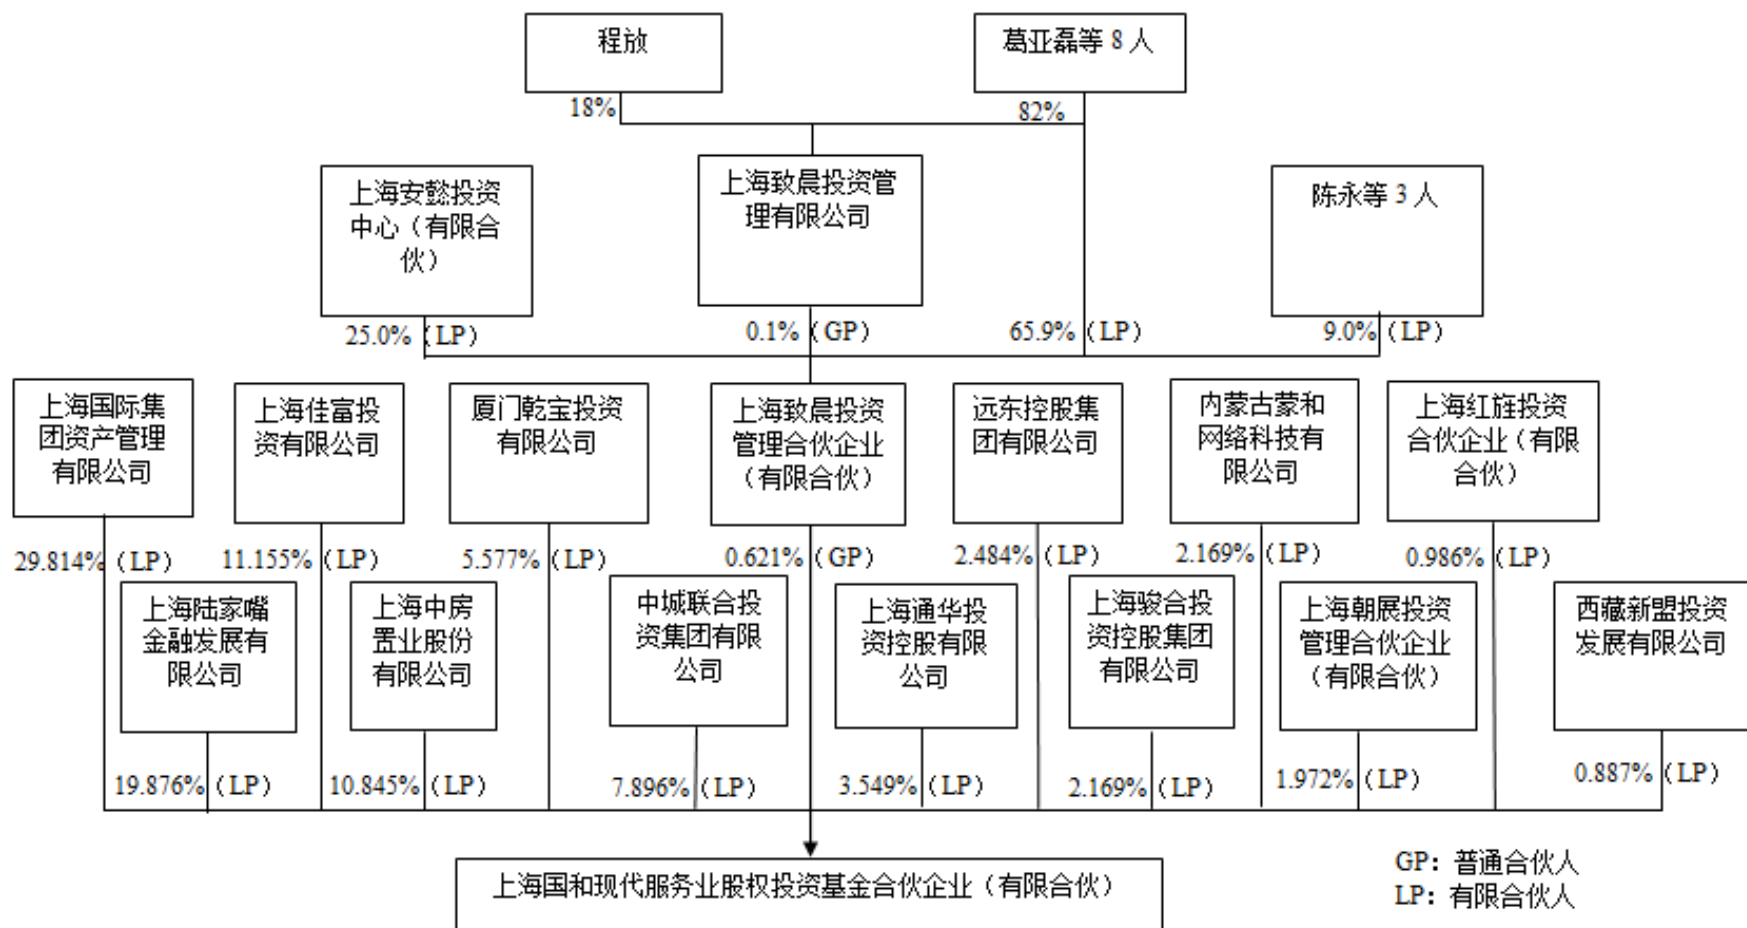 程放
葛亚磊等 8 人
18%
82%
上海安懿投资
中心（有限合
伙）
上海致晨投资管
理有限公司
陈永等 3 人
25.0%（LP）
0.1%（GP）
65.9%（LP）
9.0%（LP）
上海国际集
团资产管理
有限公司
上海佳富投
资有限公司
厦门乾宝投资
有限公司
上海致晨投资
管理合伙企业
（有限合伙）
远东控股集
团有限公司
内蒙古蒙和
网络科技有
限公司
上海红旌投资
合伙企业（有限
合伙）
29.814%（LP）
11.155%（LP）
5.577%（LP）
0.621%（GP）
2.484%（LP）
2.169%（LP）
0.986%（LP）
上海陆家嘴
金融发展有
限公司
上海中房
置业股份
有限公司
中城联合投
资集团有限
公司
上海通华投
资控股有限
公司
上海骏合投
资控股集团
有限公司
上海朝展投资
管理合伙企业
（有限合伙）
西藏新盟投资
发展有限公司
19.876%（LP）
10.845%（LP）
7.896%（LP）
3.549%（LP）
2.169%（LP）
1.972%（LP）
0.887%（LP）
上海国和现代服务业股权投资基金合伙企业（有限合伙）
GP：普通合伙人
LP：有限合伙人